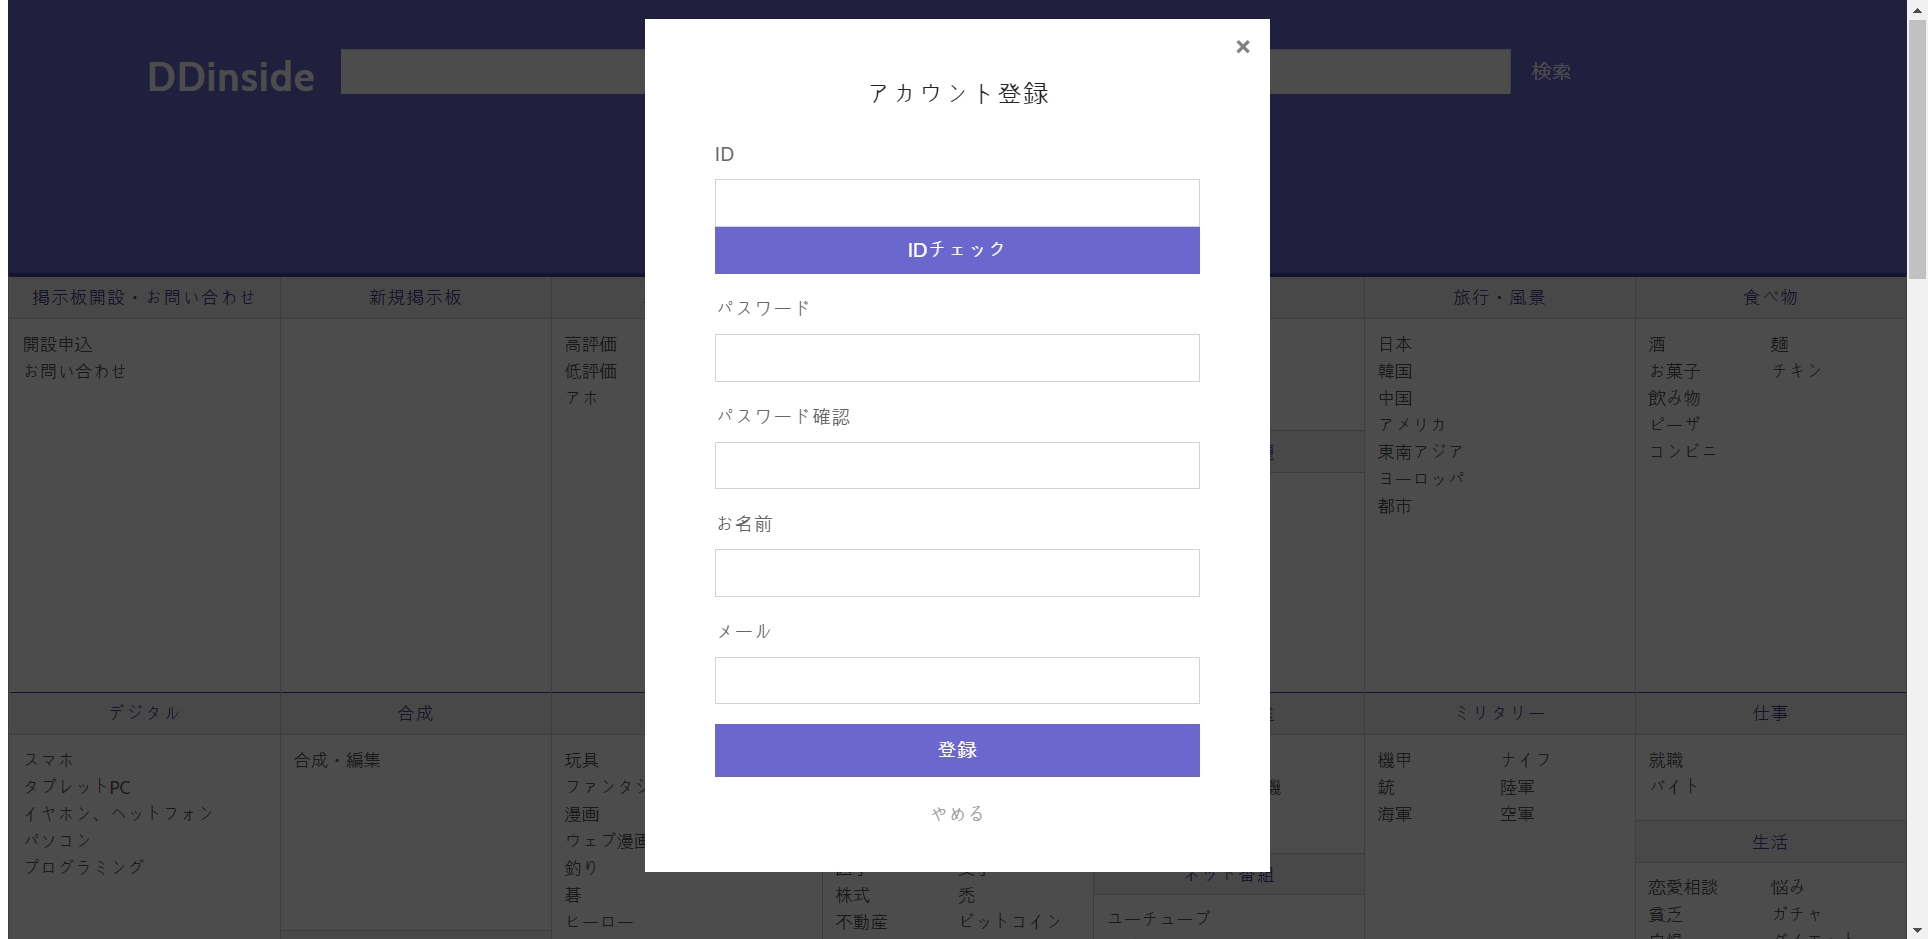 DDinside
検索
アカウント登録
ID
IDチェック
パスワード
パスワード確認
お名前
メール
登録
やめる
掲示板開設・お問い合わせ
開設申込
お問い合わせ
新規掲示板
高評価
低評価
アホ
旅行・風景
日本
韓国
中国
アメリカ
東南アジア
ヨーロッパ
都市
食べ物
酒 麺
お菓子 チキン
飲み物
ピーザ
コンビニ
デジタル
スマホ
タブレットPC
イヤホン、ヘットフォン
パソコン
プログラミング
合成
合成・編集
玩具
ファンタジ
漫画
ウェブ漫画
釣り
碁
ヒーロー
株式 禿
不動産 ビットコイン
機
ネット番組
ユーチューブ
ミリタリー
機甲 ナイフ
銃 陸軍
海軍 空軍
仕事
就職
バイト
生活
恋愛相談 悩み
貧乏 ガチャ